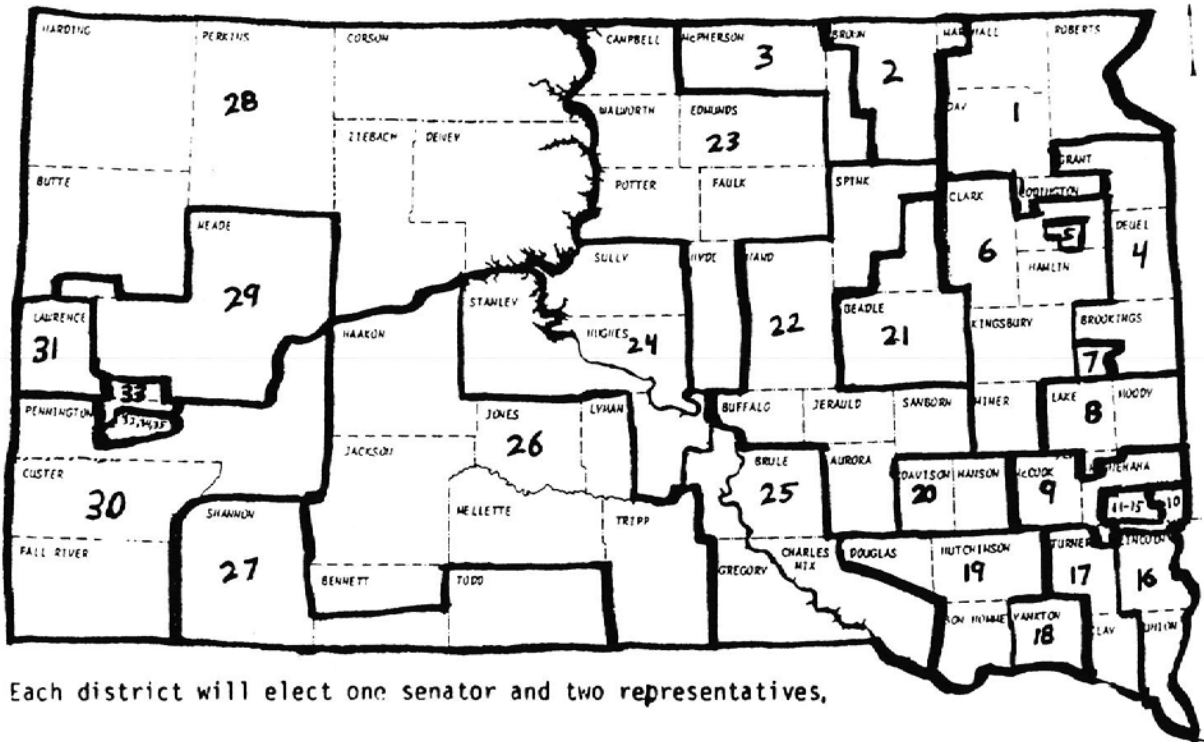 HARDING PERKINS CORSON CAMPBELL McPHERSON BROWN MARSHALL ROBERTS
3
2
28
WALWORTH EDMUNDS DAY 1
23
ZIEBACH DEWEY
GRANT
BUTTE POTTER FAULK SPINK CLARK CODINGTON
MEADE DEUEL
5
6 4
SULLY HYDE HAND HAMLIN
29 STANLEY
LAWRENCE HAAKON HUGHES 24 22 BEADLE 21 KINGSBURY BROOKINGS
31
7
33
PENNINGTON JONES LYMAN BUFFALO JERAULD SANBORN MINER LAKE 8 MOODY
26
JACKSON BRULE AURORA
CUSTER 25 DAVISON HANSON McCOOK
30 20 9
SHANNON MELLETTE TRIPP 11-15 10
FALL RIVER 27 GREGORY CHARLES MIX DOUGLAS HUTCHINSON TURNER LINCOLN
BENNETT TODD 19 17 16
BON HOMME YANKTON CLAY UNION
18
Each district will elect one senator and two representatives.